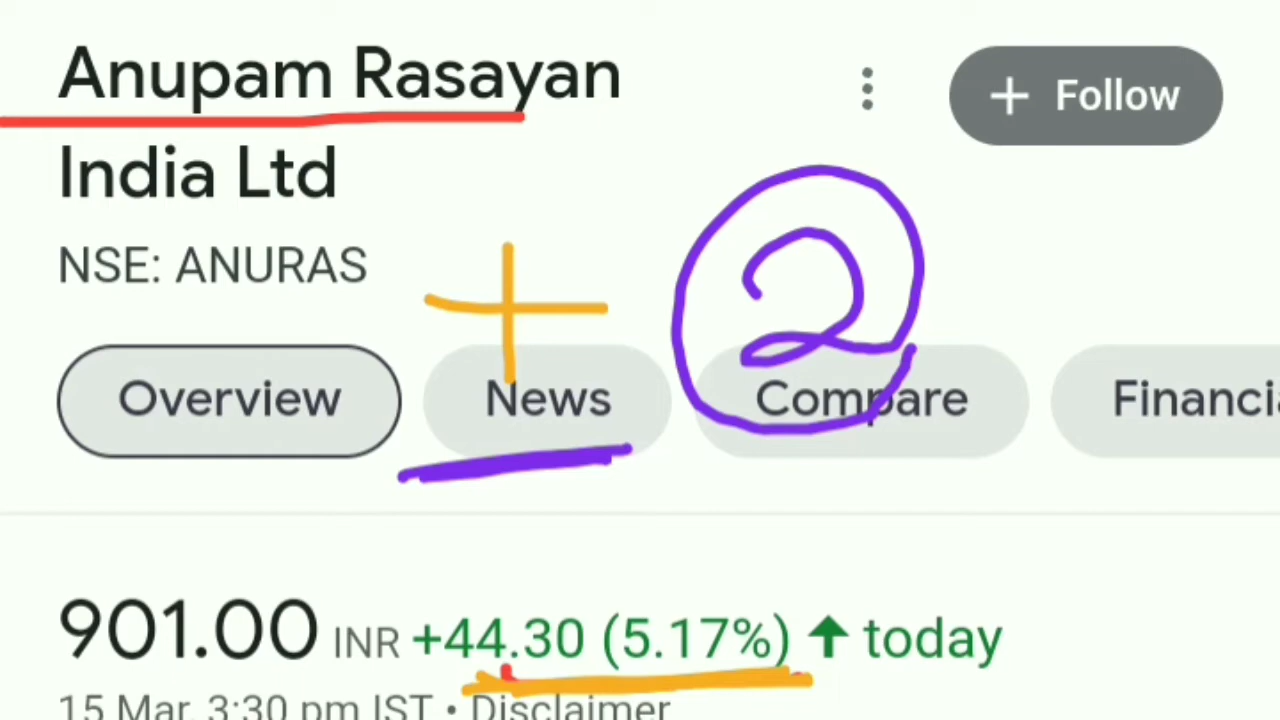 Anupam Rasayan
+ Follow
India Ltd
NSE: ANURAS
+ 2
Overview News Compare Financia
901.00 INR +44.30 (5.17%) ↑ today
15 Mar, 3:30 pm IST • Disclaimer